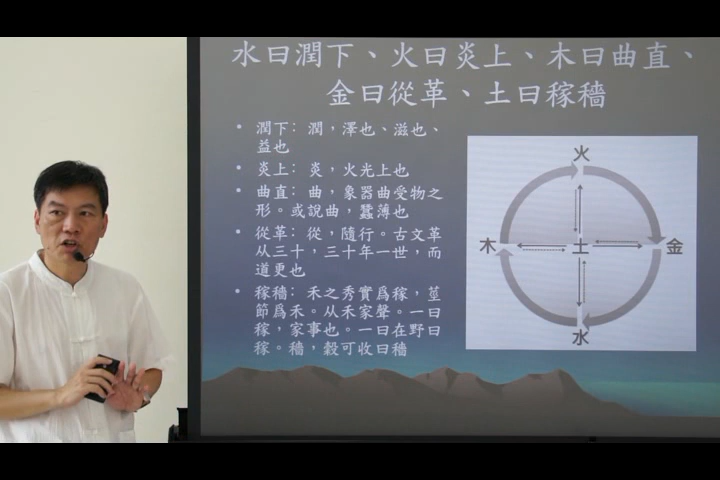 水曰潤下、火曰炎上、木曰曲直、
金曰從革、土曰稼穡
• 潤下: 潤，澤也、滋也、
益也
• 炎上: 炎，火光上也
• 曲直: 曲，象器曲受物之
形。或說曲，蠶薄也
• 從革: 從，隨行。古文革
从三十，三十年一世，而
道更也
• 稼穡: 禾之秀實爲稼，莖
節爲禾。从禾家聲。一曰
稼，家事也。一曰在野曰
稼。穡，穀可收曰穡
火
木
土
金
水